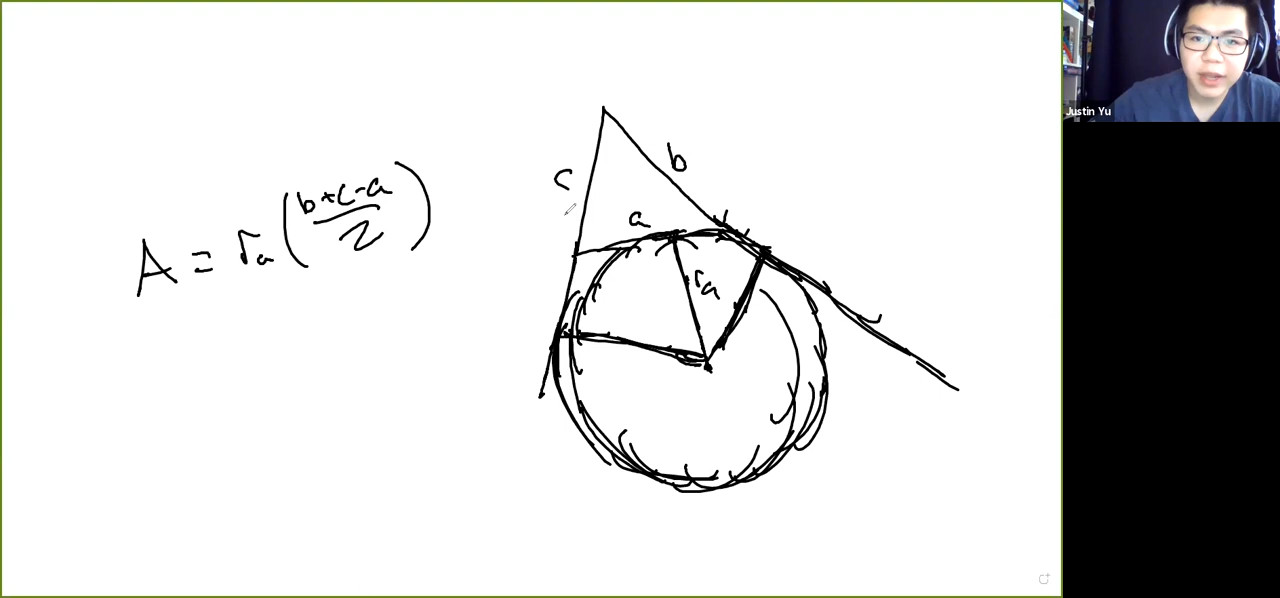 A = r_a ( (b+c-a)/2 )
c
b
a
r_a
Justin Yu